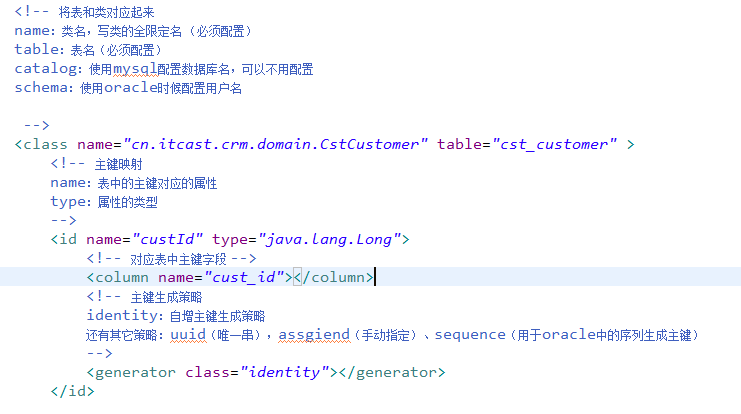 <!-- 将表和类对应起来
name：类名，写类的全限定名（必须配置）
table：表名（必须配置）
catalog：使用mysql配置数据库名，可以不用配置
schema：使用oracle时候配置用户名
-->
<class name="cn.itcast.crm.domain.CstCustomer" table="cst_customer" >
<!-- 主键映射
name：表中的主键对应的属性
type：属性的类型
-->
<id name="custId" type="java.lang.Long">
<!-- 对应表中主键字段 -->
<column name="cust_id"></column>
<!-- 主键生成策略
identity：自增主键生成策略
还有其它策略：uuid（唯一串），assgiend（手动指定）、sequence（用于oracle中的序列生成主键）
-->
<generator class="identity"></generator>
</id>